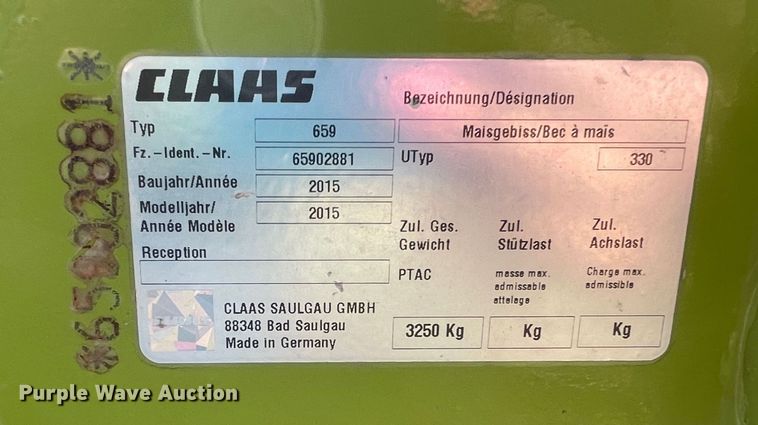 *65902881*
CLAAS
Bezeichnung/Désignation
Typ 659 Maisgebiss/Bec à maïs
Fz.-Ident.-Nr. 65902881 UTyp 330
Baujahr/Année 2015
Modelljahr/ 2015
Année Modèle
Zul. Ges. Zul. Zul.
Gewicht Stützlast Achslast
Reception
PTAC masse max. Charge max.
admissable admissible
attelage
CLAAS SAULGAU GMBH
88348 Bad Saulgau
Made in Germany
3250 Kg Kg Kg
Purple Wave Auction